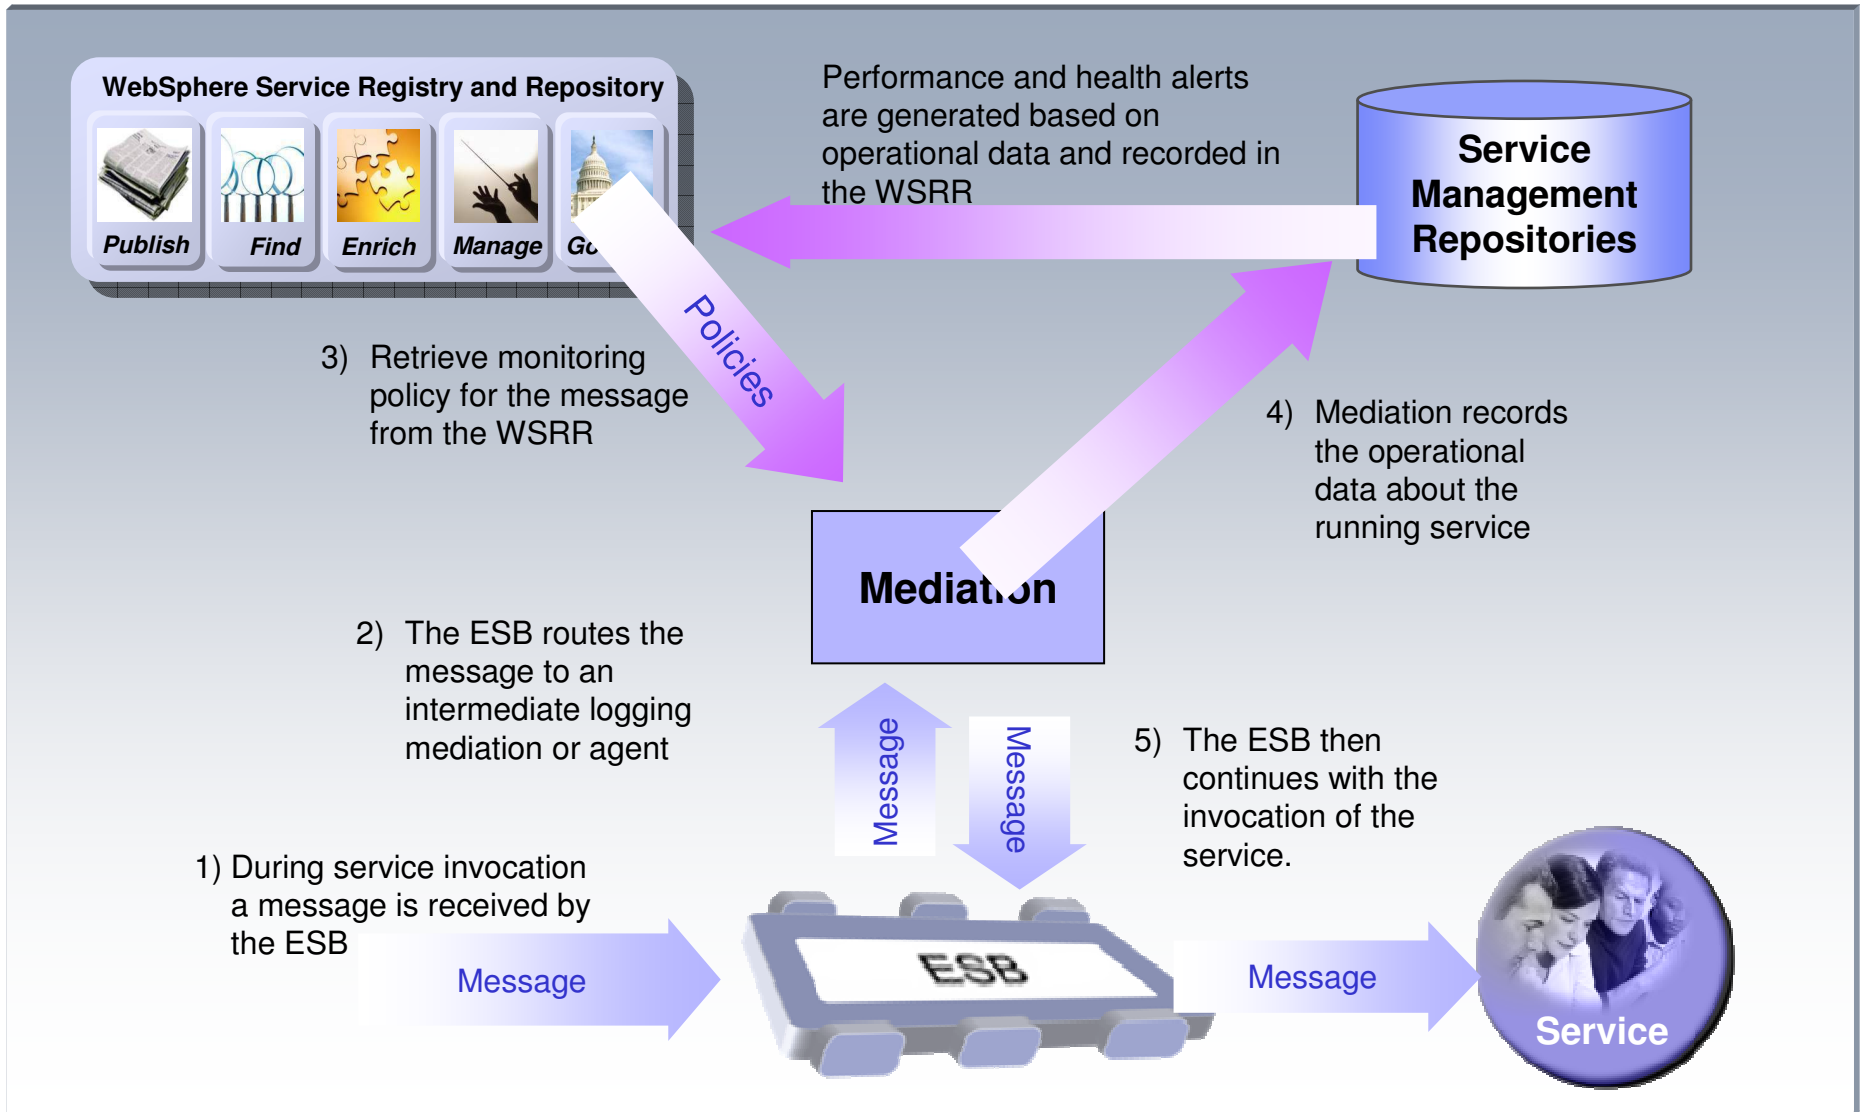 WebSphere Service Registry and Repository
Publish
Find
Enrich
Manage
Performance and health alerts
are generated based on
operational data and recorded in
the WSRR
Service
Management
Repositories
Policies
3) Retrieve monitoring
policy for the message
from the WSRR
4) Mediation records
the operational
data about the
running service
Mediation
2) The ESB routes the
message to an
intermediate logging
mediation or agent
Message
Message
5) The ESB then
continues with the
invocation of the
service.
1) During service invocation
a message is received by
the ESB
Message
ESB
Message
Service